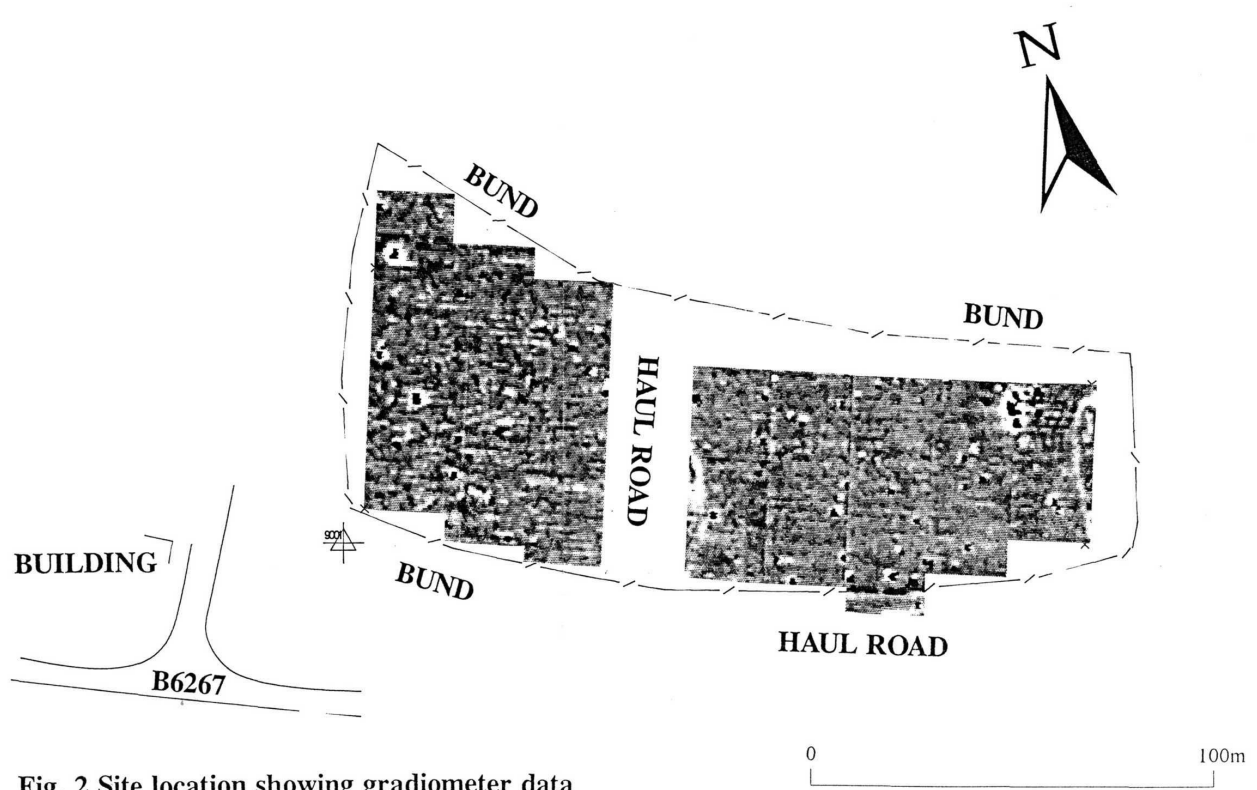 N
BUND
BUND
HAUL ROAD
BUILDING
BUND
HAUL ROAD
B6267
0 100m
Fig. 2 Site location showing gradiometer data